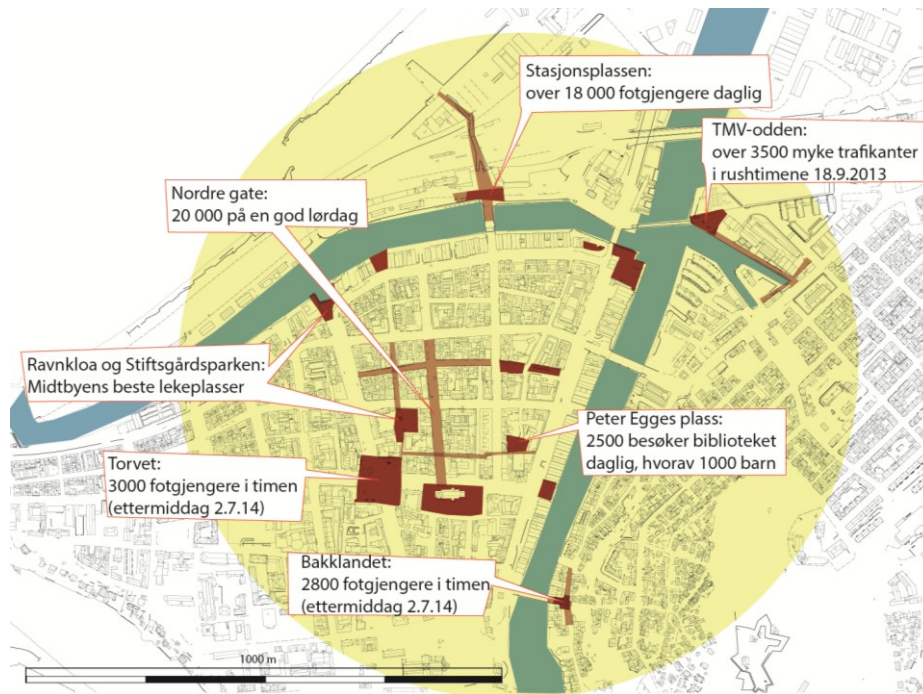 Stasjonsplassen:
over 18 000 fotgjengere daglig
TMV-odden:
over 3500 myke trafikanter
i rushtimene 18.9.2013
Nordre gate:
20 000 på en god lørdag
Ravnkloa og Stiftsgårdsparken:
Midtbyens beste lekeplasser
Peter Egges plass:
2500 besøker biblioteket
daglig, hvorav 1000 barn
Torvet:
3000 fotgjengere i timen
(ettermiddag 2.7.14)
Bakklandet:
2800 fotgjengere i timen
(ettermiddag 2.7.14)
1000 m